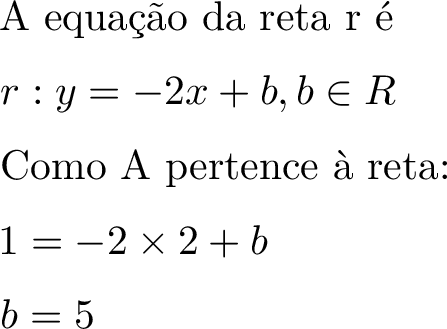 A equação da reta r é
r : y = −2x + b, b ∈ R
Como A pertence à reta:
1 = −2 × 2 + b
b = 5